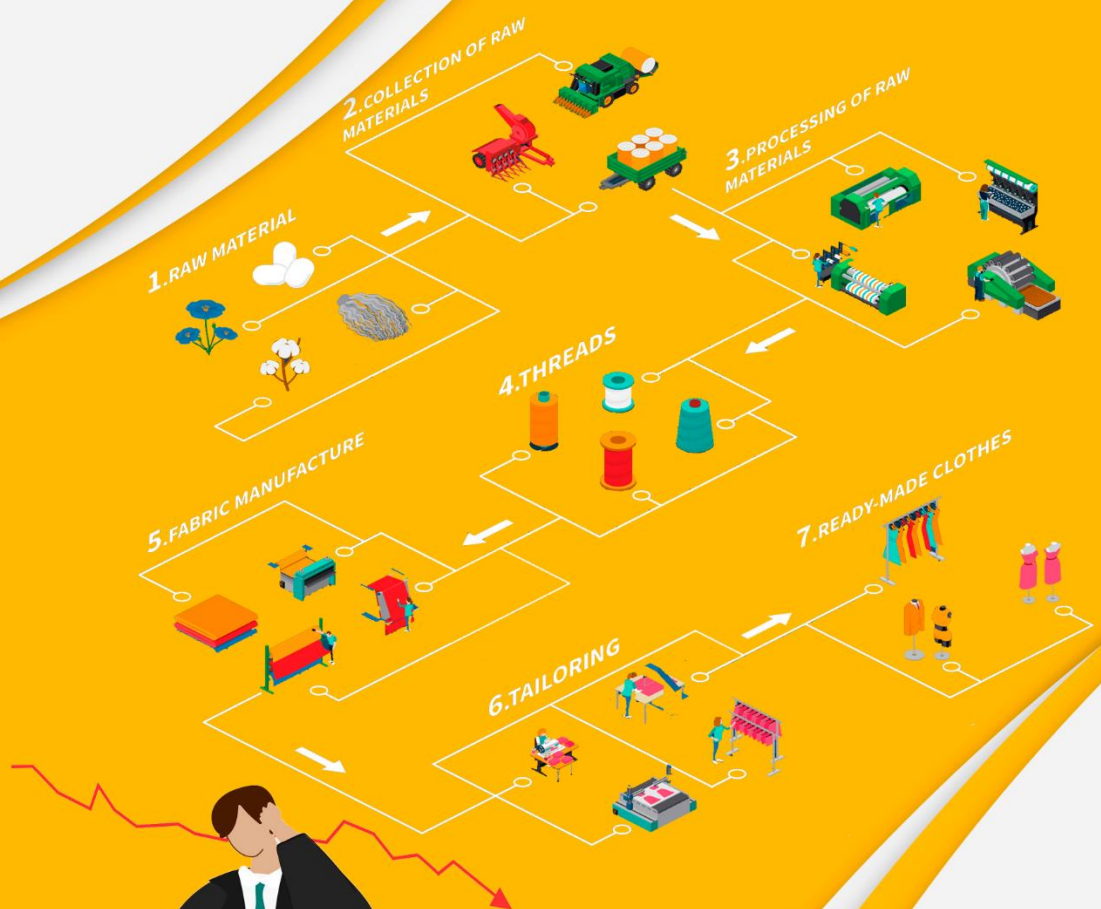 1.RAW MATERIAL
2.COLLECTION OF RAW
MATERIALS
3.PROCESSING OF RAW
MATERIALS
4.THREADS
5.FABRIC MANUFACTURE
6.TAILORING
7.READY-MADE CLOTHES